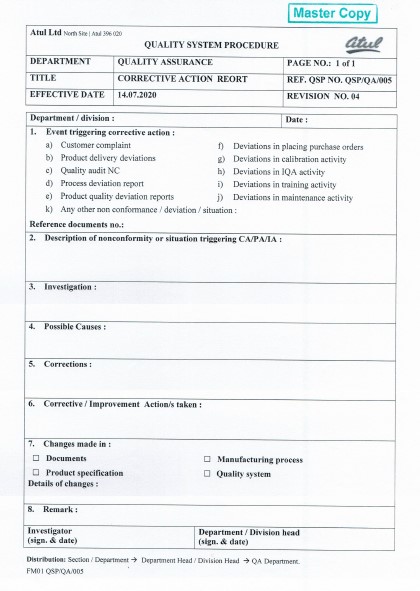 Master Copy
Atul Ltd North Site | Atul 396 020
Atul
QUALITY SYSTEM PROCEDURE
DEPARTMENT QUALITY ASSURANCE PAGE NO.: 1 of 1
TITLE CORRECTIVE ACTION REORT REF. QSP NO. QSP/QA/005
EFFECTIVE DATE 14.07.2020 REVISION NO. 04
Department / division : Date :
1. Event triggering corrective action :
a) Customer complaint f) Deviations in placing purchase orders
b) Product delivery deviations g) Deviations in calibration activity
c) Quality audit NC h) Deviations in IQA activity
d) Process deviation report i) Deviations in training activity
e) Product quality deviation reports j) Deviations in maintenance activity
k) Any other non conformance / deviation / situation :
Reference documents no.:
2. Description of nonconformity or situation triggering CA/PA/IA :
3. Investigation :
4. Possible Causes :
5. Corrections :
6. Corrective / Improvement Action/s taken :
7. Changes made in :
☐ Documents ☐ Manufacturing process
☐ Product specification ☐ Quality system
Details of changes :
8. Remark :
Investigator Department / Division head
(sign. & date) (sign. & date)
Distribution: Section / Department → Department Head / Division Head → QA Department.
FM01 QSP/QA/005